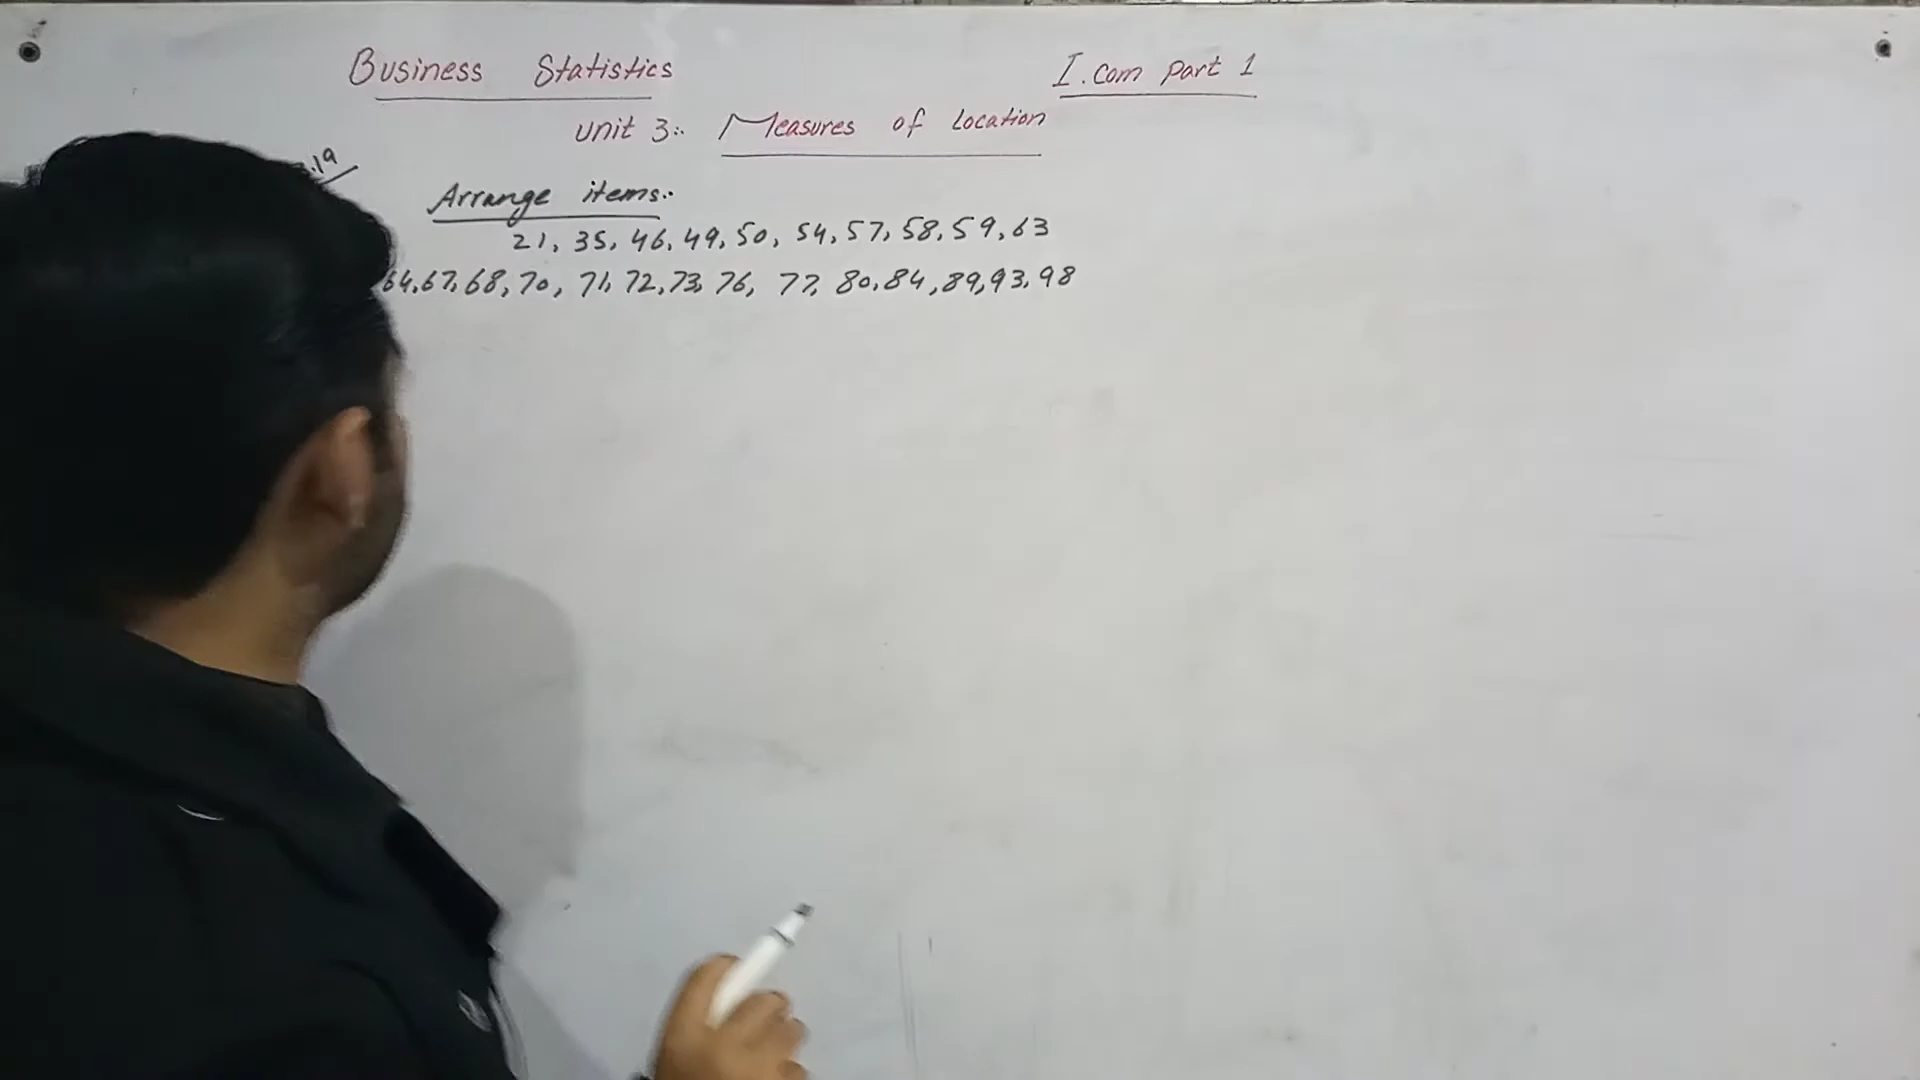 Business Statistics I.com part 1
unit 3:. Measures of Location
.19
Arrange items:.
21, 35, 46, 49, 50, 54, 57, 58, 59, 63
64, 67, 68, 70, 71, 72, 73, 76, 77, 80, 84, 89, 93, 98